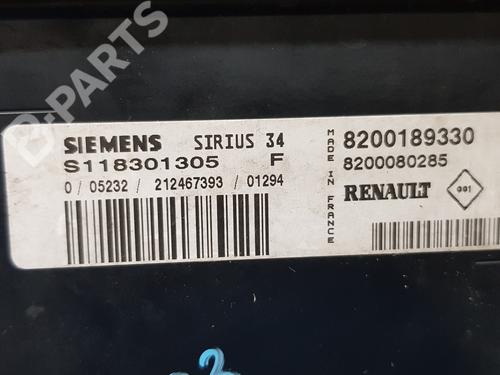 B-PARTS
SIEMENS SIRIUS 34
S118301305 F
0 / 05232 / 212467393 / 01294
MADE IN FRANCE
8200189330
8200080285
RENAULT
001